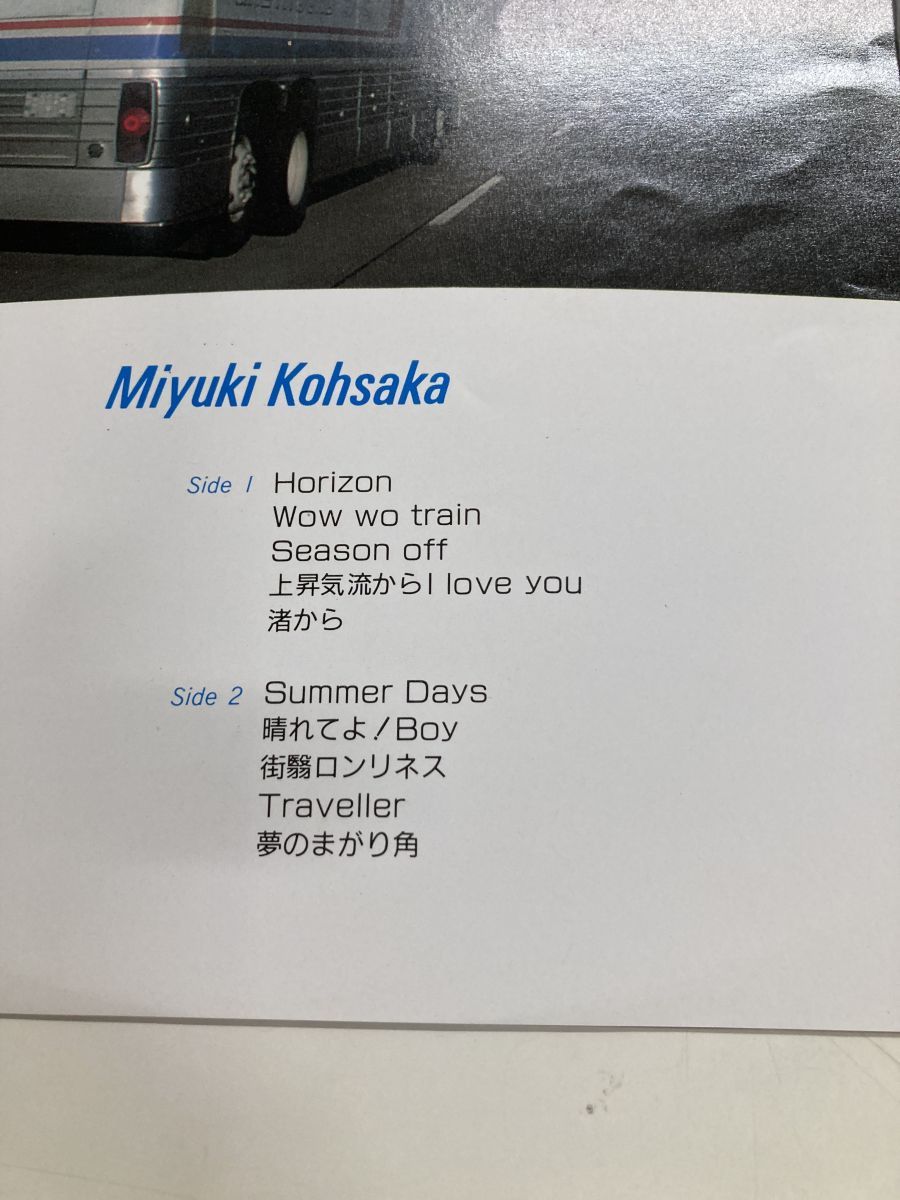 Miyuki Kohsaka
Side 1 Horizon
Wow wo train
Season off
上昇気流からI love you
渚から
Side 2 Summer Days
晴れてよ!Boy
街翳ロンリネス
Traveller
夢のまがり角